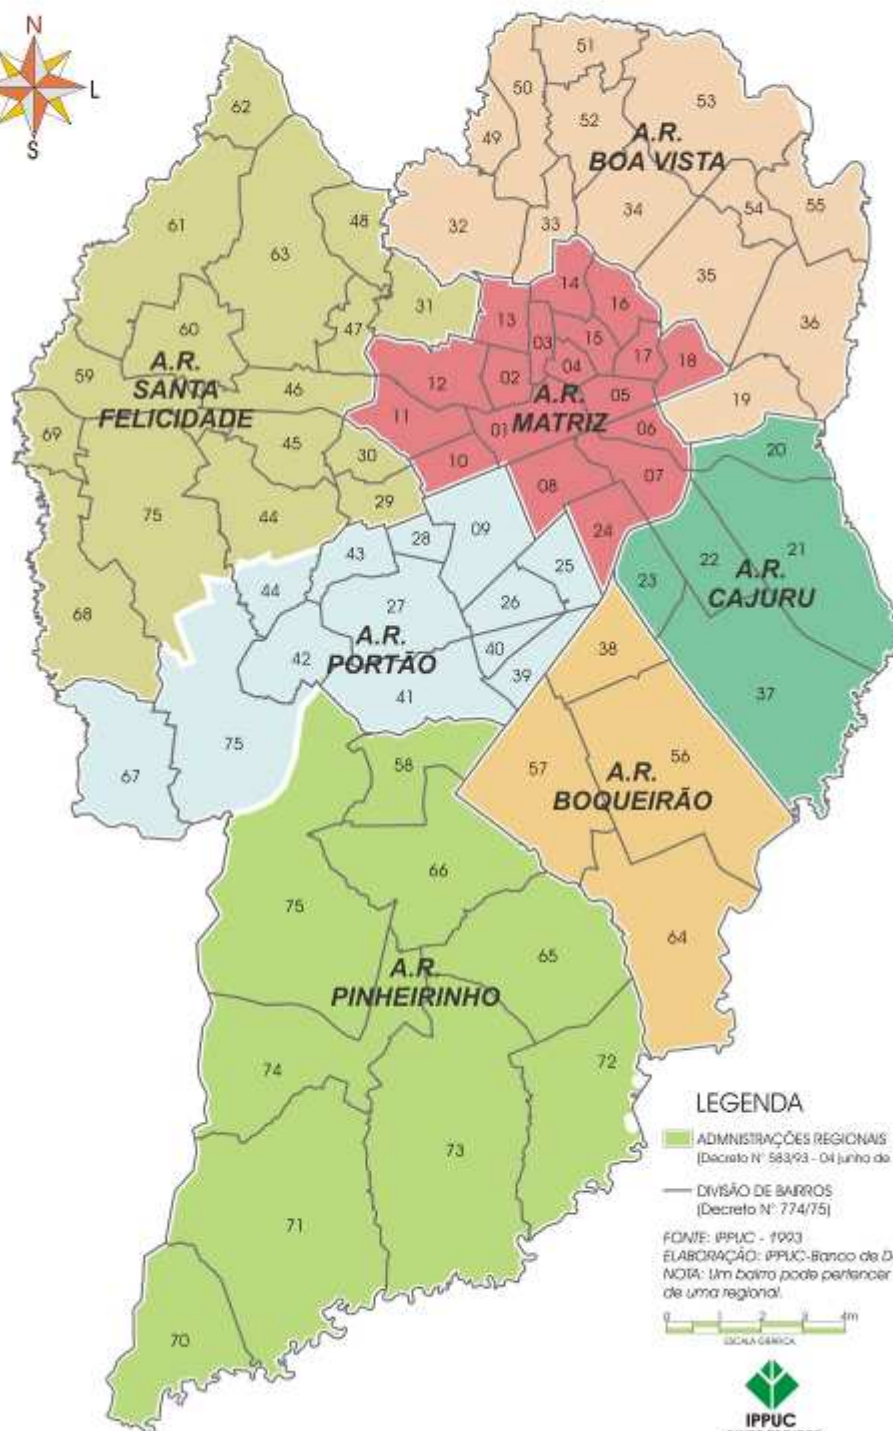 N
L
S
62
51
50
53
52
49
A.R.
BOA VISTA
61
48
32
33
34
54
55
63
35
31
14
16
36
60
47
13
03
15
17
18
59
A.R.
SANTA
FELICIDADE
46
12
02
04
05
19
A.R.
MATRIZ
11
01
06
69
45
30
10
08
07
20
75
44
29
09
24
22
21
28
43
25
23
A.R.
CAJURU
68
44
27
26
42
A.R.
PORTÃO
40
38
39
41
37
67
75
58
57
56
A.R.
BOQUEIRÃO
66
75
64
65
A.R.
PINHEIRINHO
74
72
73
71
70
LEGENDA
ADMNISTRAÇÕES REGIONAIS
(Decreto Nº 583/93 - 04 junho de
DIVISÃO DE BAIRROS
(Decreto Nº 774/75)
FONTE: IPPUC - 1993
ELABORAÇÃO: IPPUC-Banco de D
NOTA: Um bairro pode pertencer
de uma regional.
0 1 2 3 4m
ESCALA GRÁFICA
IPPUC